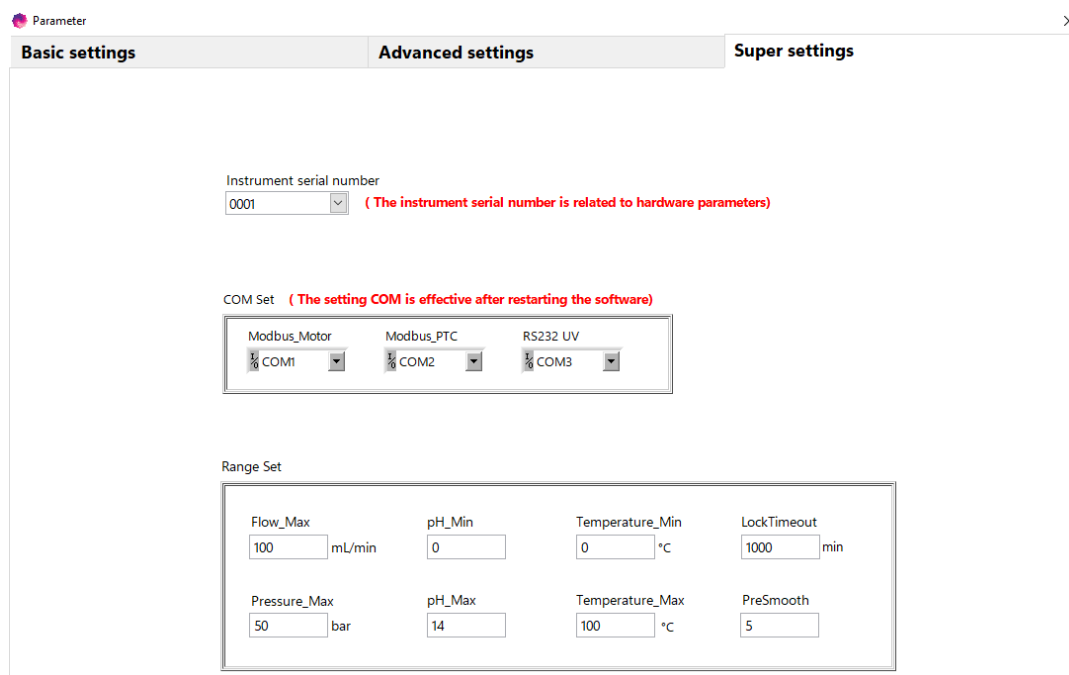 Parameter
Basic settings Advanced settings Super settings
Instrument serial number
0001 ( The instrument serial number is related to hardware parameters)
COM Set ( The setting COM is effective after restarting the software)
Modbus_Motor Modbus_PTC RS232 UV
I/0 COM1 I/0 COM2 I/0 COM3
Range Set
Flow_Max pH_Min Temperature_Min LockTimeout
100 mL/min 0 0 °C 1000 min
Pressure_Max pH_Max Temperature_Max PreSmooth
50 bar 14 100 °C 5